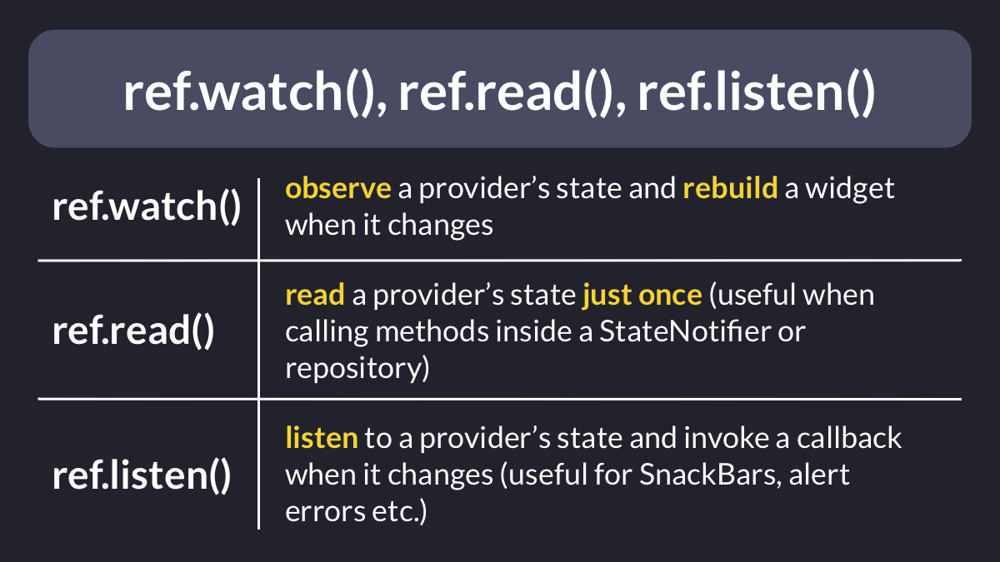 ref.watch(), ref.read(), ref.listen()
ref.watch()
observe a provider’s state and rebuild a widget
when it changes
ref.read()
read a provider’s state just once (useful when
calling methods inside a StateNotifier or
repository)
ref.listen()
listen to a provider’s state and invoke a callback
when it changes (useful for SnackBars, alert
errors etc.)